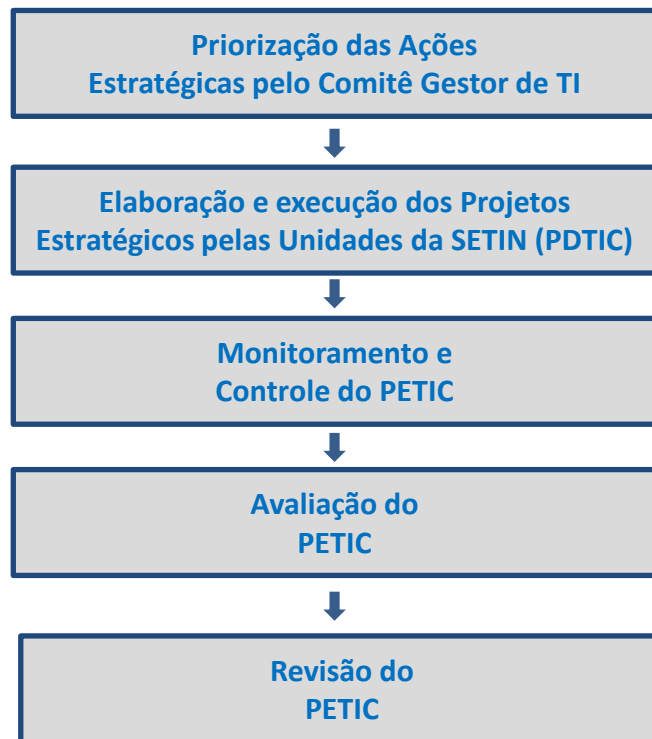 Priorização das Ações
Estratégicas pelo Comitê Gestor de TI
Elaboração e execução dos Projetos
Estratégicos pelas Unidades da SETIN (PDTIC)
Monitoramento e
Controle do PETIC
Avaliação do
PETIC
Revisão do
PETIC